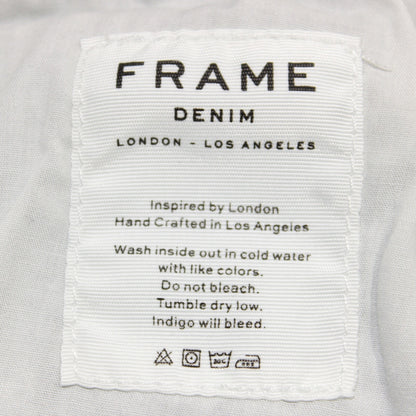 FRAME
DENIM
LONDON - LOS ANGELES
Inspired by London
Hand Crafted in Los Angeles
Wash inside out in cold water
with like colors.
Do not bleach.
Tumble dry low.
Indigo will bleed.